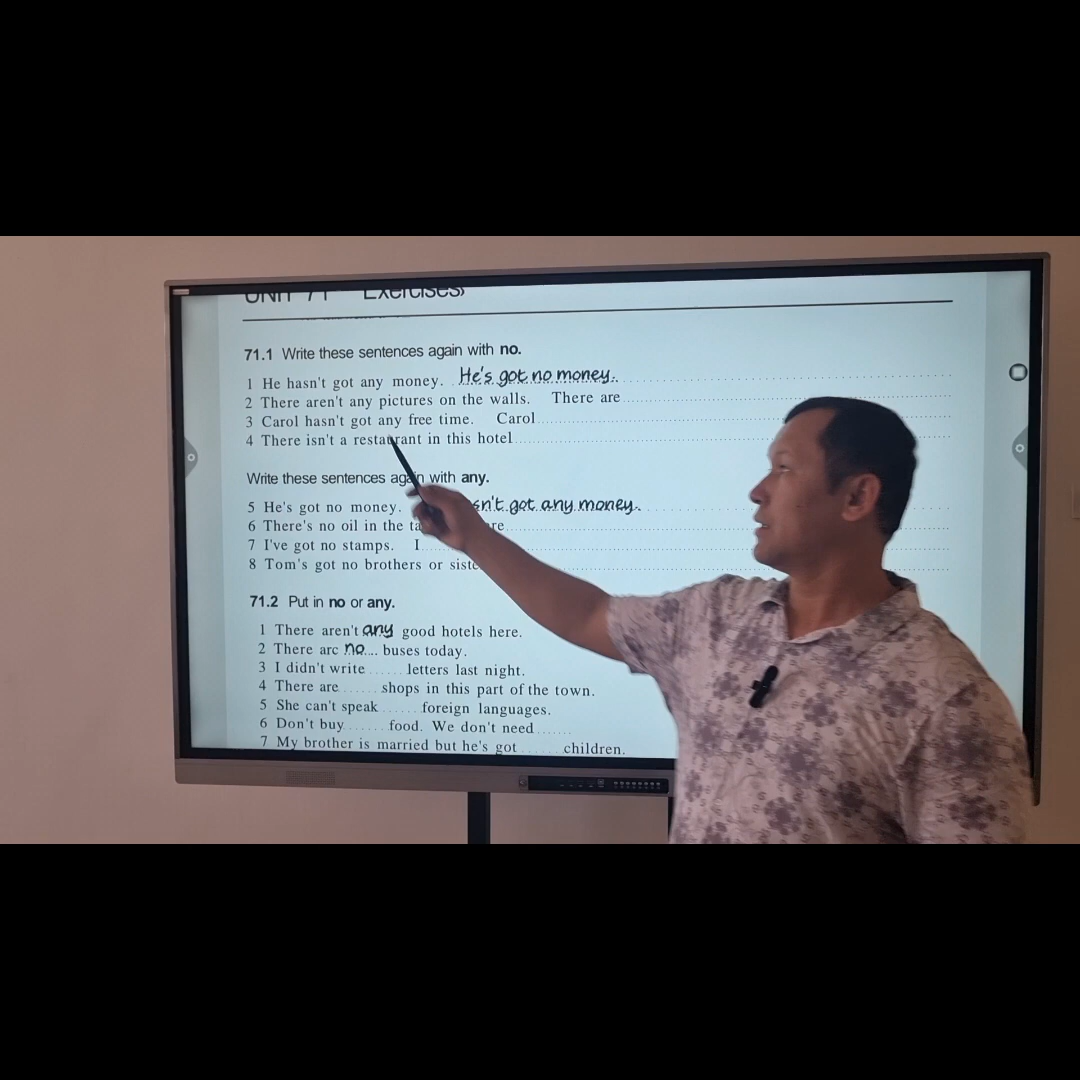 UNIT 71 Exercises
71.1 Write these sentences again with no.
1 He hasn't got any money. He's got no money.
2 There aren't any pictures on the walls. There are
3 Carol hasn't got any free time. Carol
4 There isn't a restaurant in this hotel
Write these sentences again with any.
5 He's got no money. sn't got any money.
6 There's no oil in the ta re
7 I've got no stamps. I
8 Tom's got no brothers or siste
71.2 Put in no or any.
1 There aren't any good hotels here.
2 There arc no.... buses today.
3 I didn't write ...... letters last night.
4 There are ...... shops in this part of the town.
5 She can't speak ...... foreign languages.
6 Don't buy ....... food. We don't need ......
7 My brother is married but he's got ...... children.